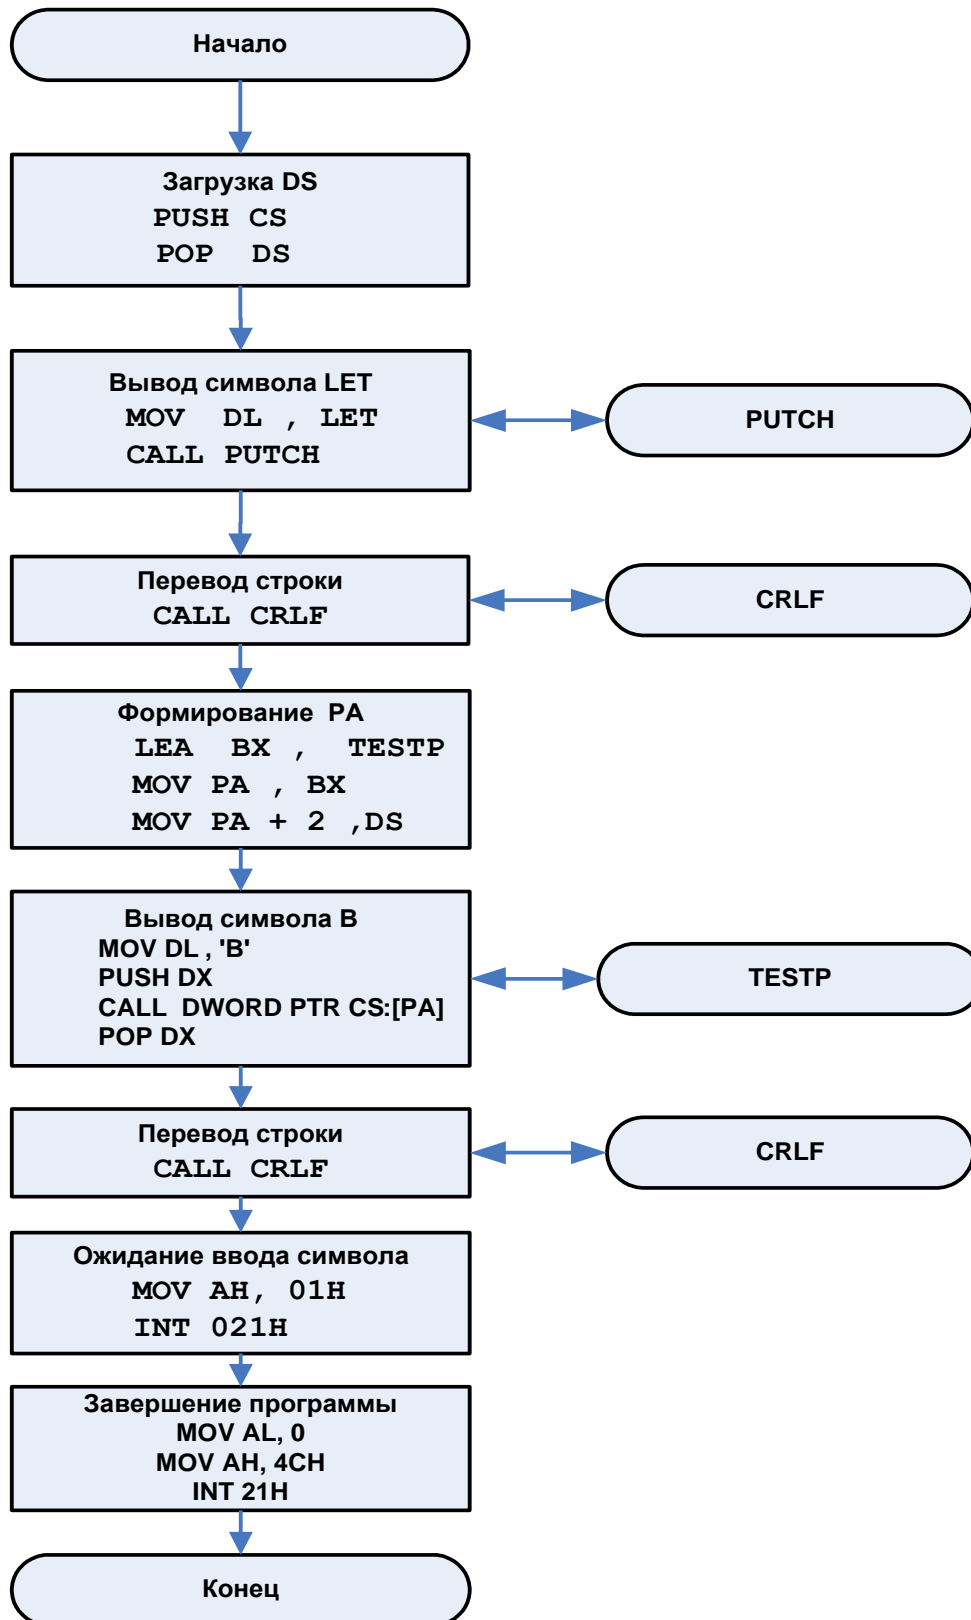 Начало
Загрузка DS
PUSH CS
POP DS
Вывод символа LET
MOV DL , LET
CALL PUTCH
PUTCH
Перевод строки
CALL CRLF
CRLF
Формирование PA
LEA BX , TESTP
MOV PA , BX
MOV PA + 2 ,DS
Вывод символа B
MOV DL , 'B'
PUSH DX
CALL DWORD PTR CS:[PA]
POP DX
TESTP
Перевод строки
CALL CRLF
CRLF
Ожидание ввода символа
MOV AH, 01H
INT 021H
Завершение программы
MOV AL, 0
MOV AH, 4CH
INT 21H
Конец